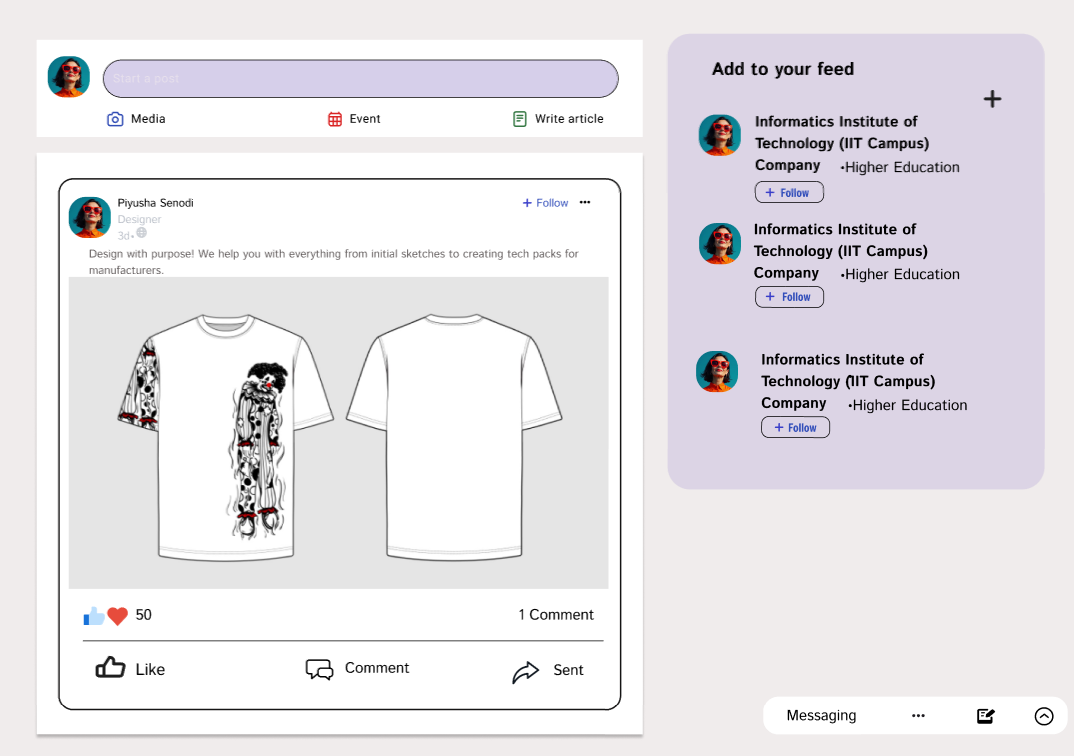 Start a post
Media
Event
Write article
Piyusha Senodi
+ Follow •••
Designer
3d•
Design with purpose! We help you with everything from initial sketches to creating tech packs for
manufacturers.
50
1 Comment
Like
Comment
Sent
Add to your feed
+
Informatics Institute of
Technology (IIT Campus)
Company •Higher Education
+ Follow
Informatics Institute of
Technology (IIT Campus)
Company •Higher Education
+ Follow
Informatics Institute of
Technology (IIT Campus)
Company •Higher Education
+ Follow
Messaging •••